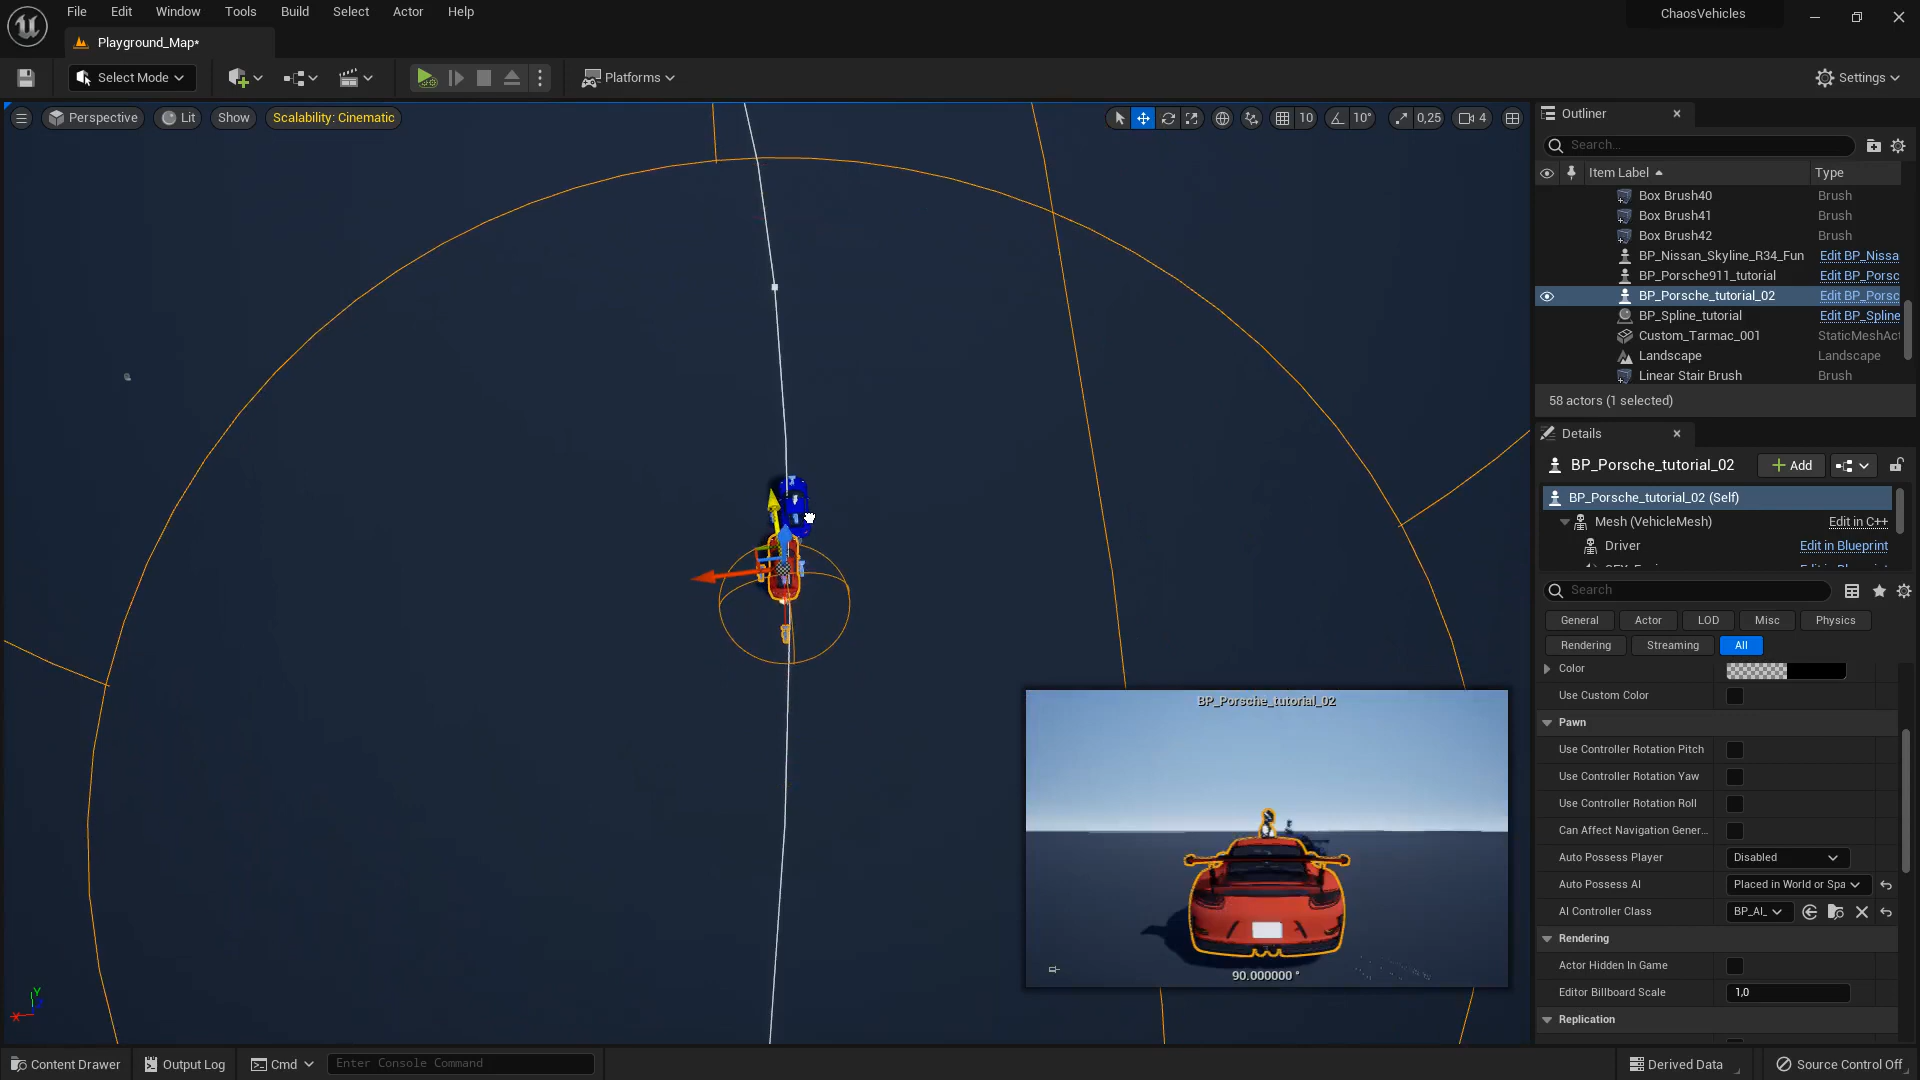 File Edit Window Tools Build Select Actor Help
ChaosVehicles
Playground_Map*
Select Mode
Platforms
Settings
Perspective
Lit
Show
Scalability: Cinematic
10
10°
0,25
4
Outliner
Search...
Item Label
Type
Box Brush40 Brush
Box Brush41 Brush
Box Brush42 Brush
BP_Nissan_Skyline_R34_Fun Edit BP_Nissa
BP_Porsche911_tutorial Edit BP_Porsc
BP_Porsche_tutorial_02 Edit BP_Porsc
BP_Spline_tutorial Edit BP_Spline
Custom_Tarmac_001 StaticMeshAct
Landscape Landscape
Linear Stair Brush Brush
58 actors (1 selected)
Details
BP_Porsche_tutorial_02
Add
BP_Porsche_tutorial_02 (Self)
Mesh (VehicleMesh) Edit in C++
Driver Edit in Blueprint
Search
General Actor LOD Misc Physics
Rendering Streaming All
Color
Use Custom Color
Pawn
Use Controller Rotation Pitch
Use Controller Rotation Yaw
Use Controller Rotation Roll
Can Affect Navigation Gener...
Auto Possess Player Disabled
Auto Possess AI Placed in World or Spa
AI Controller Class BP_AI_
Rendering
Actor Hidden In Game
Editor Billboard Scale 1,0
Replication
BP_Porsche_tutorial_02
90.000000 °
Y
X
Content Drawer
Output Log
Cmd
Enter Console Command
Derived Data
Source Control Off